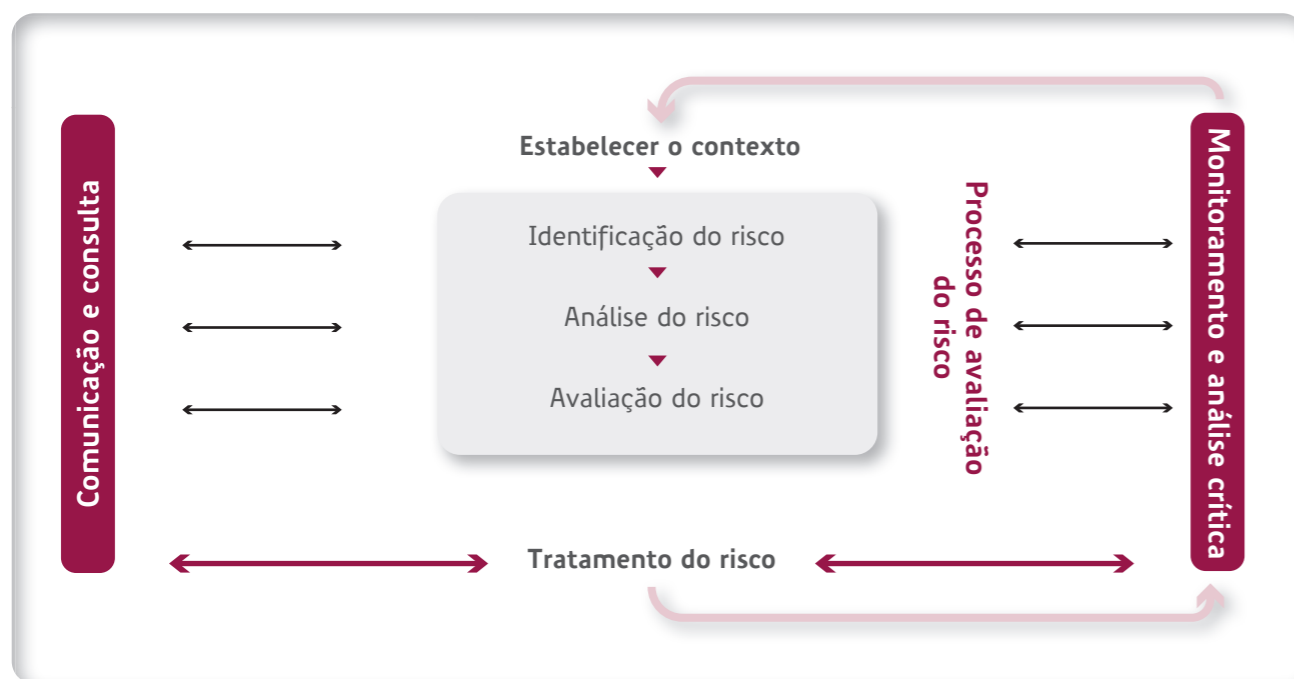 Comunicação e consulta
Estabelecer o contexto
Identificação do risco
Análise do risco
Avaliação do risco
Processo de avaliação
do risco
Tratamento do risco
Monitoramento e análise crítica